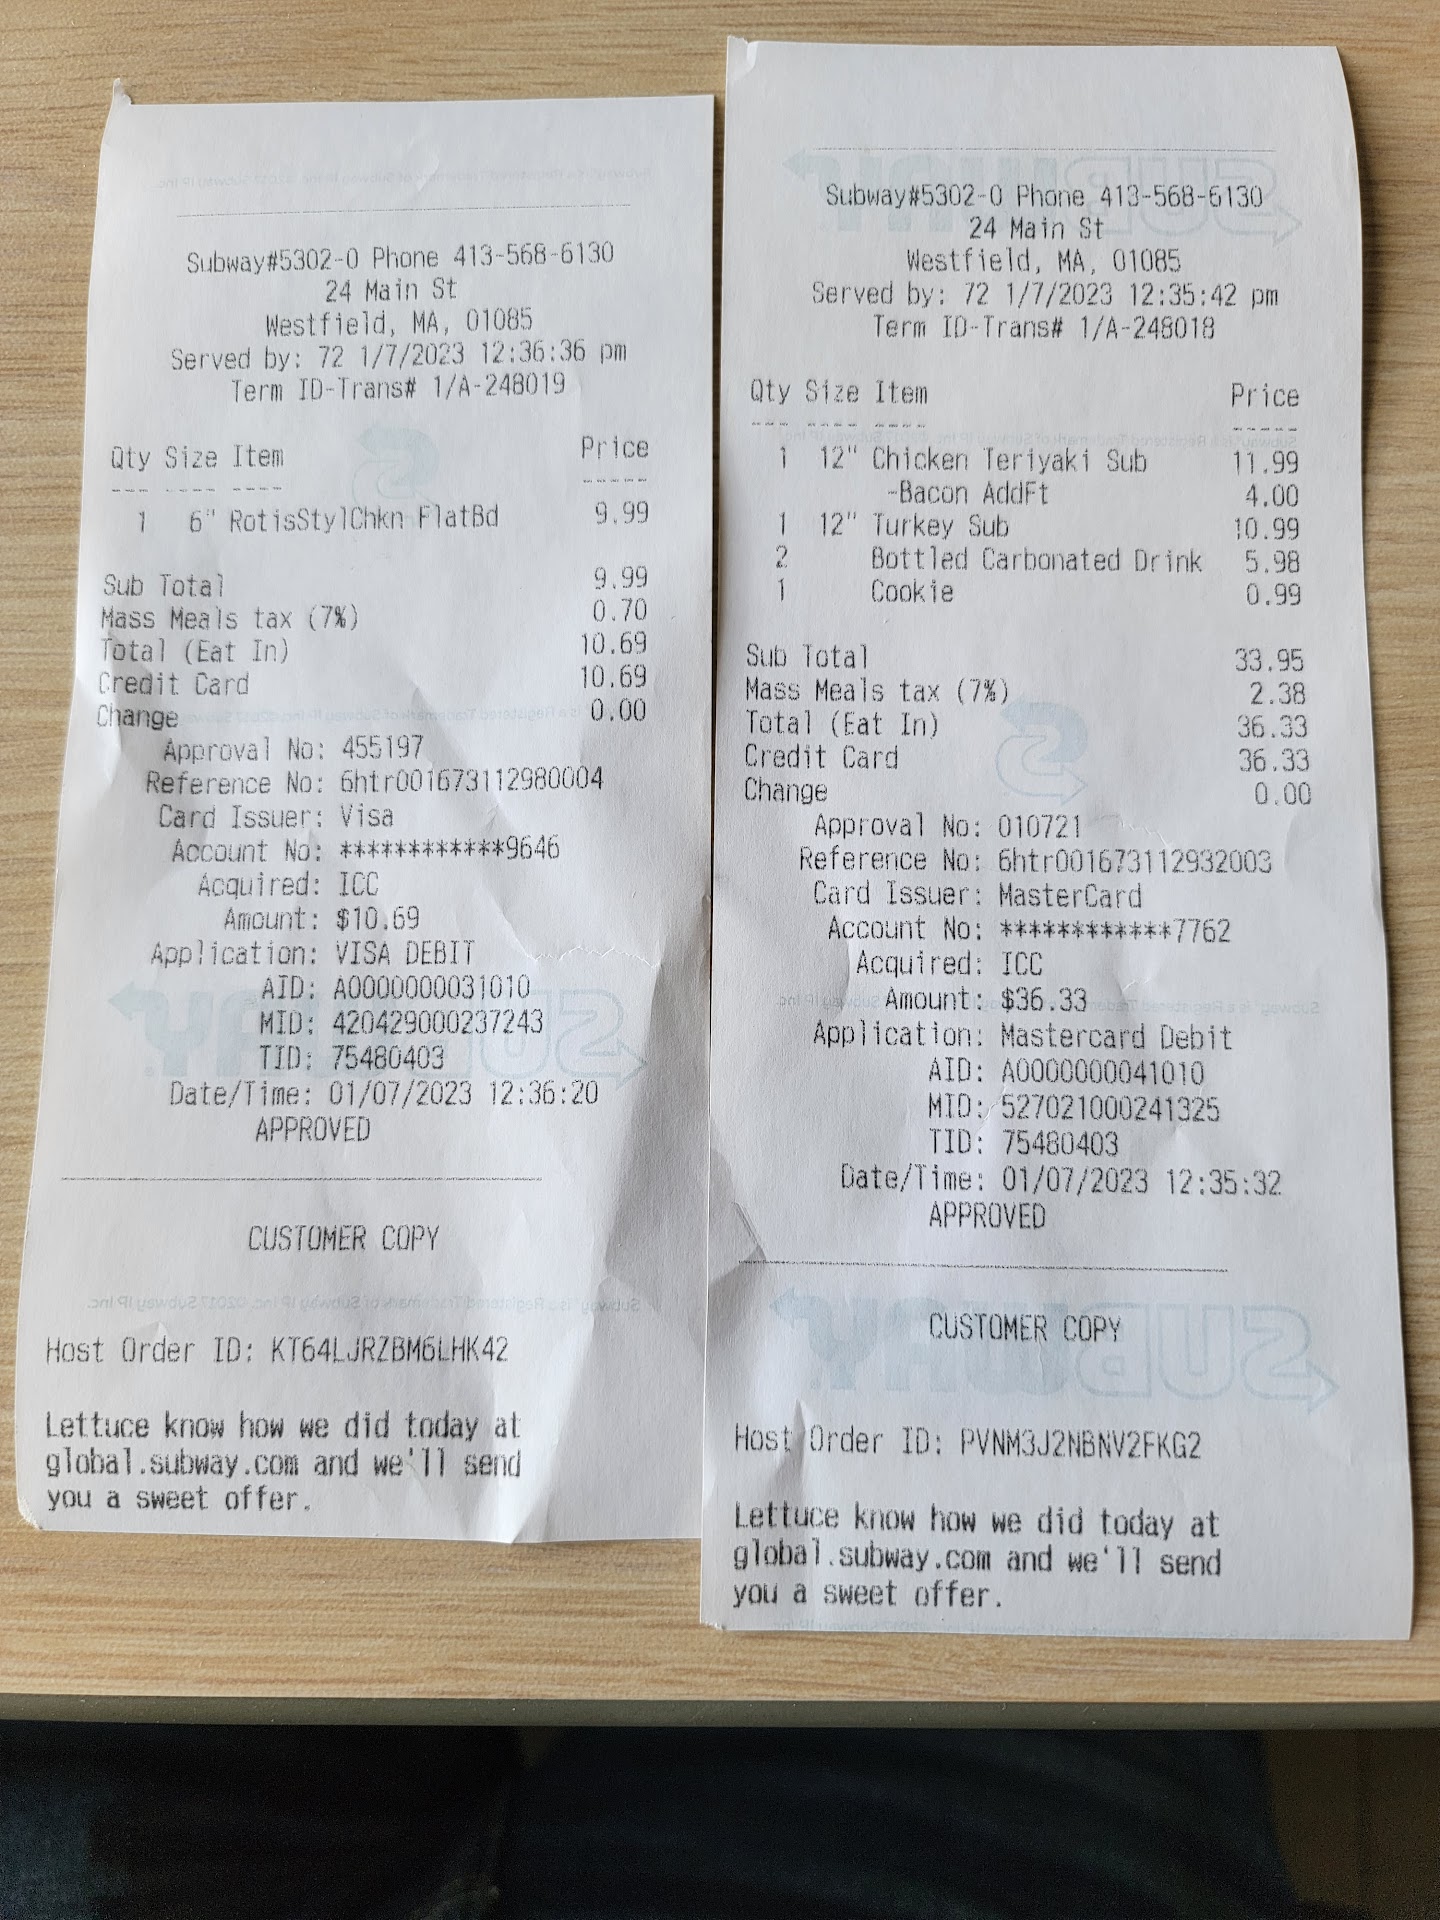 Subway#5302-0 Phone 413-568-6130
24 Main St
Westfield, MA, 01085
Served by: 72 1/7/2023 12:36:36 pm
Term ID-Trans# 1/A-248019
Qty Size Item Price
--- ---- ---- -----
1 6" RotisStylChkn FlatBd 9.99
Sub Total 9.99
Mass Meals tax (7%) 0.70
Total (Eat In) 10.69
Credit Card 10.69
Change 0.00
Approval No: 455197
Reference No: 6htr001673112980004
Card Issuer: Visa
Account No: ************9646
Acquired: ICC
Amount: $10.69
Application: VISA DEBIT
AID: A0000000031010
MID: 420429000237243
TID: 75480403
Date/Time: 01/07/2023 12:36:20
APPROVED
CUSTOMER COPY
Host Order ID: KT64LJRZBM6LHK42
Lettuce know how we did today at
global.subway.com and we'll send
you a sweet offer.
Subway#5302-0 Phone 413-568-6130
24 Main St
Westfield, MA, 01085
Served by: 72 1/7/2023 12:35:42 pm
Term ID-Trans# 1/A-248018
Qty Size Item Price
--- ---- ---- -----
1 12" Chicken Teriyaki Sub 11.99
-Bacon AddFt 4.00
1 12" Turkey Sub 10.99
2 Bottled Carbonated Drink 5.98
1 Cookie 0.99
Sub Total 33.95
Mass Meals tax (7%) 2.38
Total (Eat In) 36.33
Credit Card 36.33
Change 0.00
Approval No: 010721
Reference No: 6htr001673112932003
Card Issuer: MasterCard
Account No: ************7762
Acquired: ICC
Amount: $36.33
Application: Mastercard Debit
AID: A0000000041010
MID: 527021000241325
TID: 75480403
Date/Time: 01/07/2023 12:35:32
APPROVED
CUSTOMER COPY
Host Order ID: PVNM3J2NBNV2FKG2
Lettuce know how we did today at
global.subway.com and we'll send
you a sweet offer.